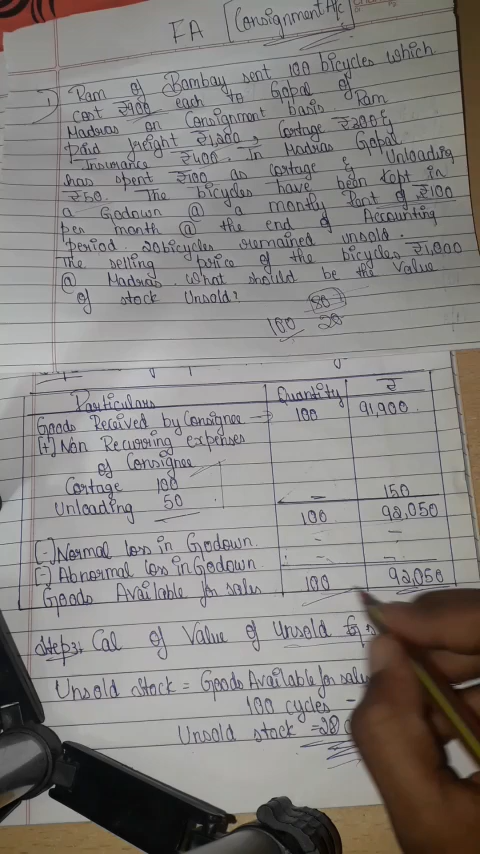 FA [Consignment A/c]
1) Ram of Bombay sent 100 bicycles which
cost ₹900 each to Gopal of
Madras on Consignment basis Ram
paid freight ₹1,200, Cartage ₹200 &
Insurance ₹400. In Madras Gopal
has spent ₹100 as cartage & Unloading
₹50. The bicycles have been kept in
a Godown @ a montly Rant of ₹100
per month @ the end of Accounting
period. 20 bicycles remained unsold.
The selling price of the bicycles ₹1,000
@ Madras. What should be the Value
of stock Unsold?
80
100 20
Particulars Quantity ₹
Goods Received by Consignee → 100 91,900
[+] Non Recurring expenses
of Consignee
Cartage 100
Unloading 50 - 150
100 92,050
(-) Normal loss in Godown. - -
(-) Abnormal loss in Godown. - -
Goods Available for sales 100 92,050
Step3:- Cal of Value of Unsold
Unsold Stock = Goods Available for sales
100 cycles -
Unsold stock =20